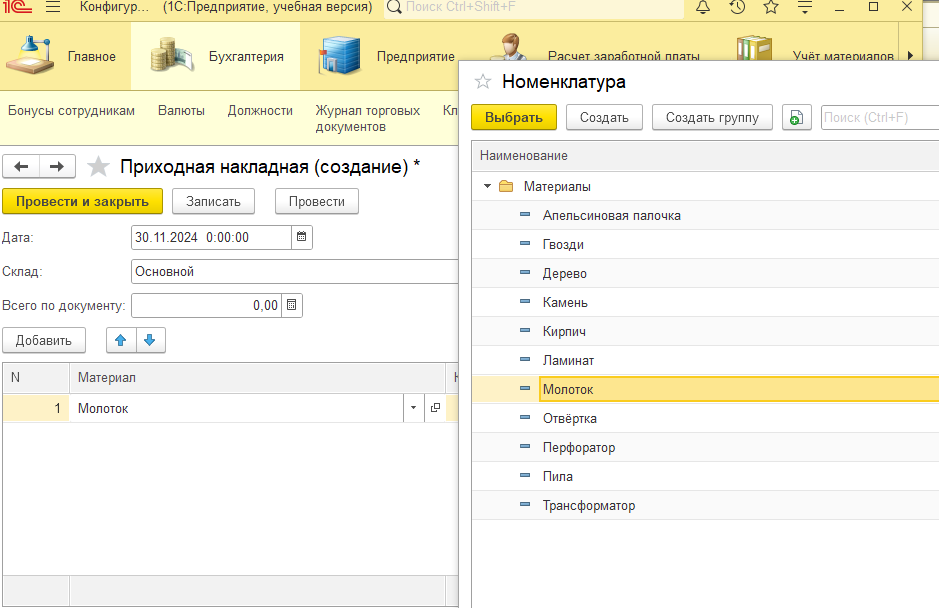 1С Конфигур... (1С:Предприятие, учебная версия) Поиск Ctrl+Shift+F
Главное Бухгалтерия Предприятие Расчет заработной платы Учёт материалов
Бонусы сотрудникам Валюты Должности Журнал торговых документов Кл
Приходная накладная (создание) *
Провести и закрыть Записать Провести
Дата: 30.11.2024 0:00:00
Склад: Основной
Всего по документу: 0,00
Добавить
N Материал
1 Молоток
Номенклатура
Выбрать Создать Создать группу Поиск (Ctrl+F)
Наименование
Материалы
Апельсиновая палочка
Гвозди
Дерево
Камень
Кирпич
Ламинат
Молоток
Отвёртка
Перфоратор
Пила
Трансформатор